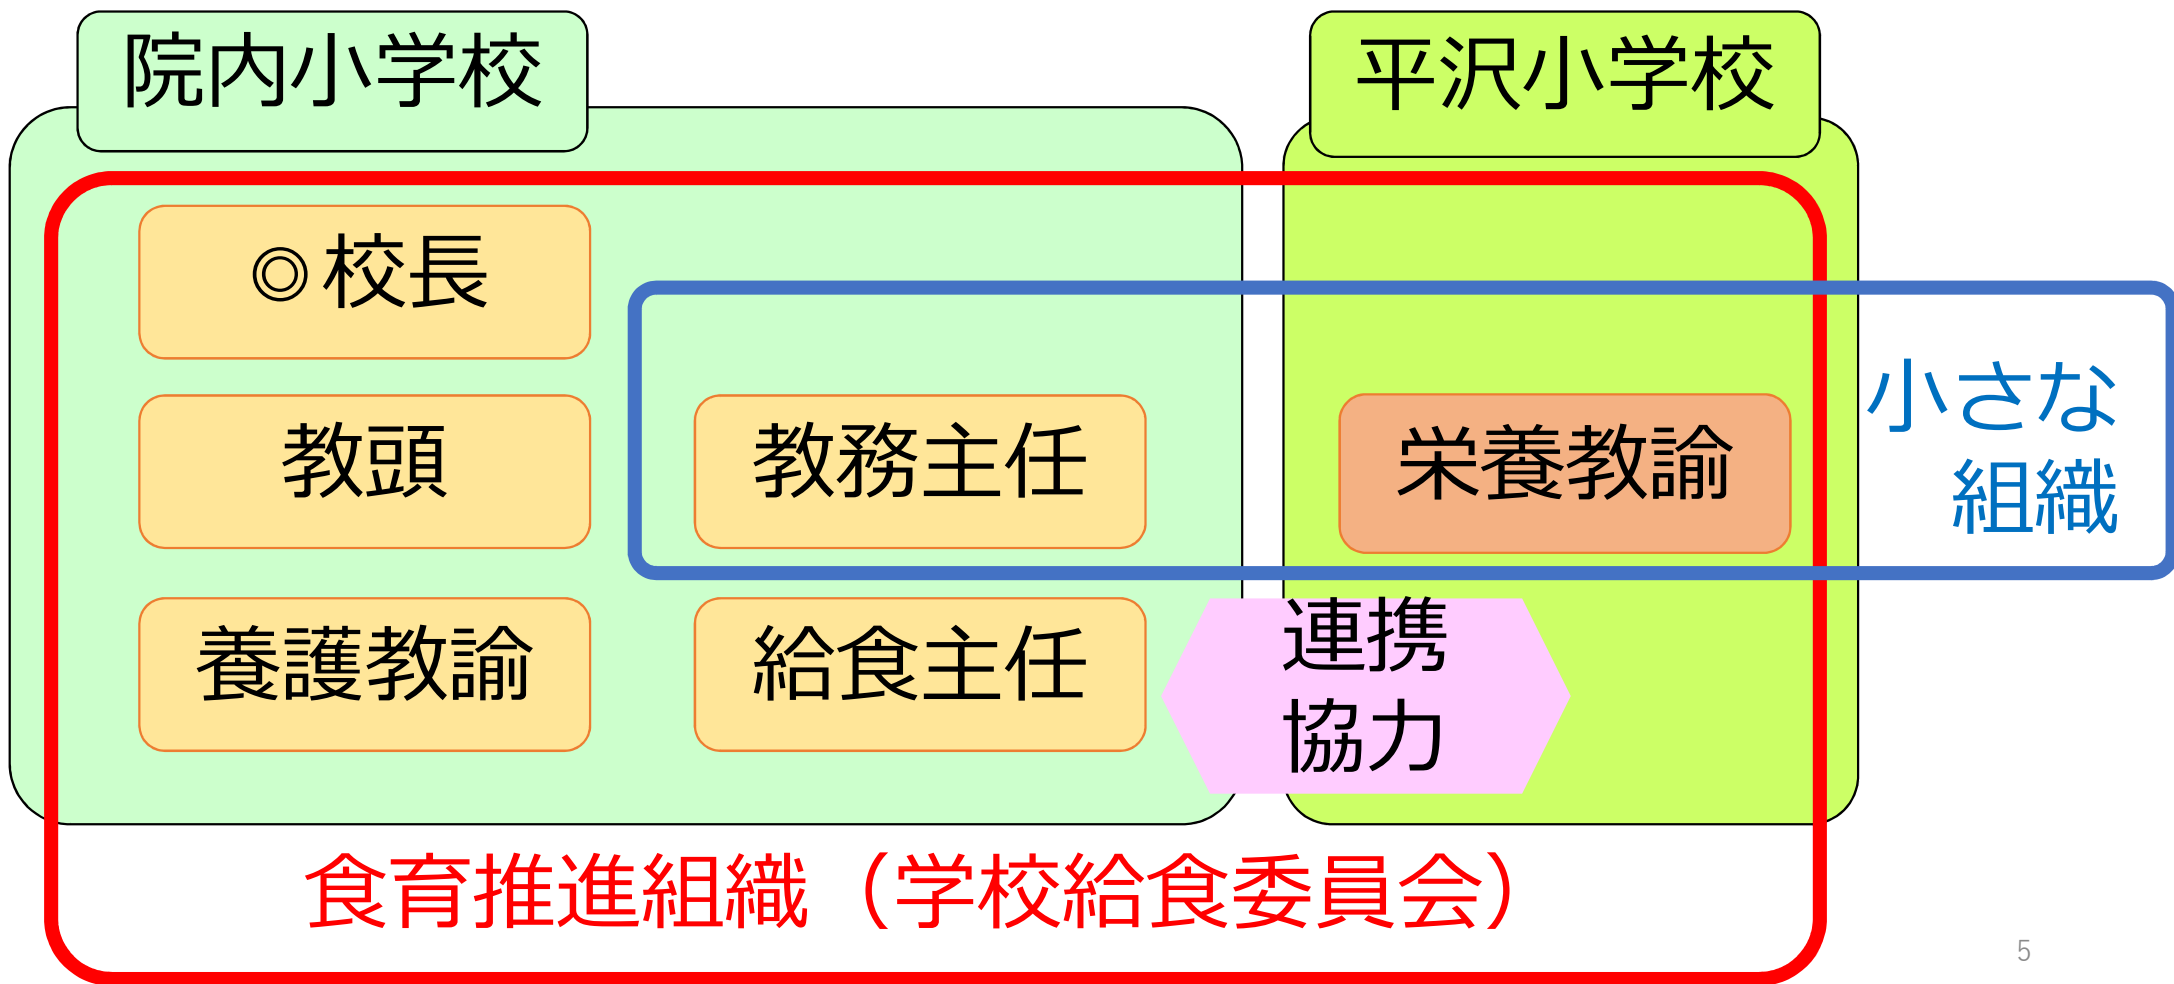 院内小学校
平沢小学校
◎校長
教頭
教務主任
栄養教諭
小さな
組織
養護教諭
給食主任
連携
協力
食育推進組織（学校給食委員会）
5